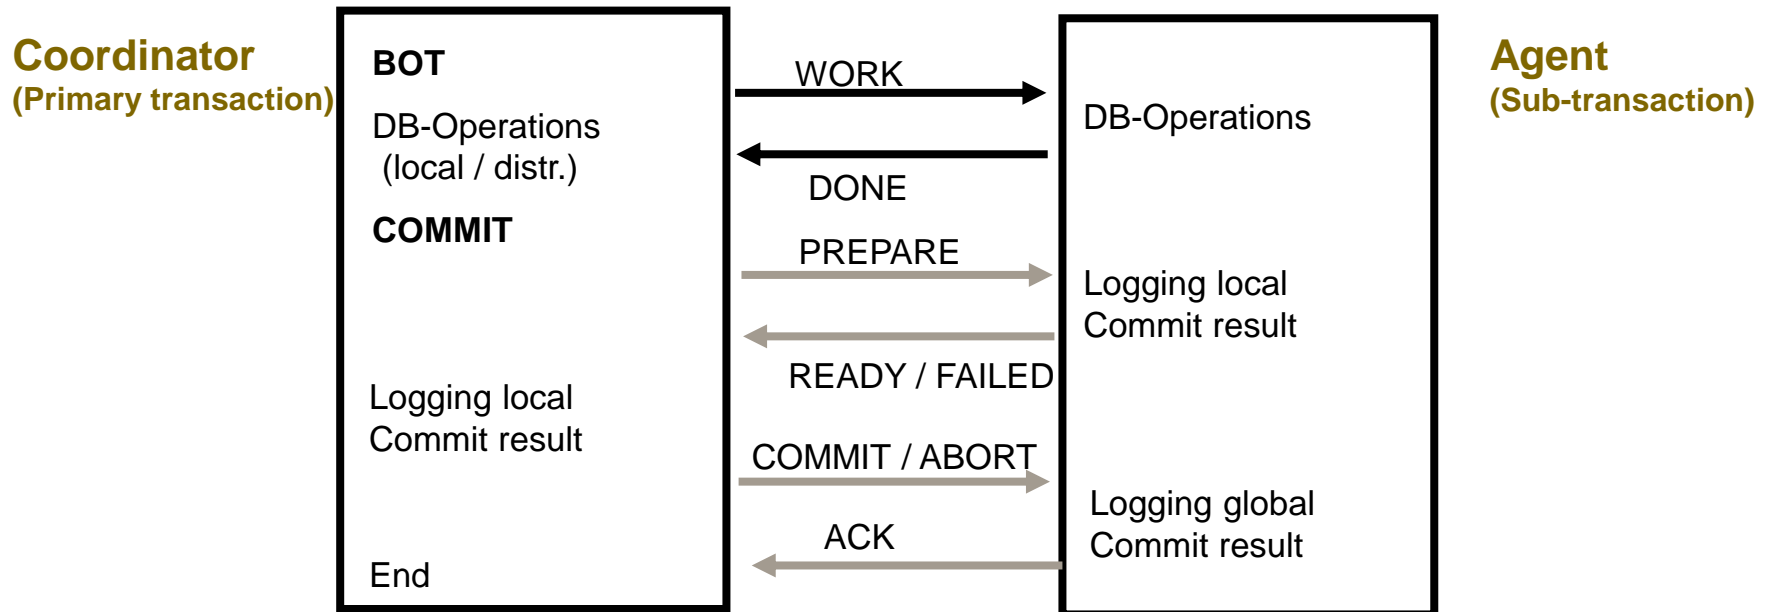 Coordinator
(Primary transaction)
BOT
DB-Operations
(local / distr.)
COMMIT
Logging local
Commit result
End
WORK
DONE
PREPARE
READY / FAILED
COMMIT / ABORT
ACK
DB-Operations
Logging local
Commit result
Logging global
Commit result
Agent
(Sub-transaction)